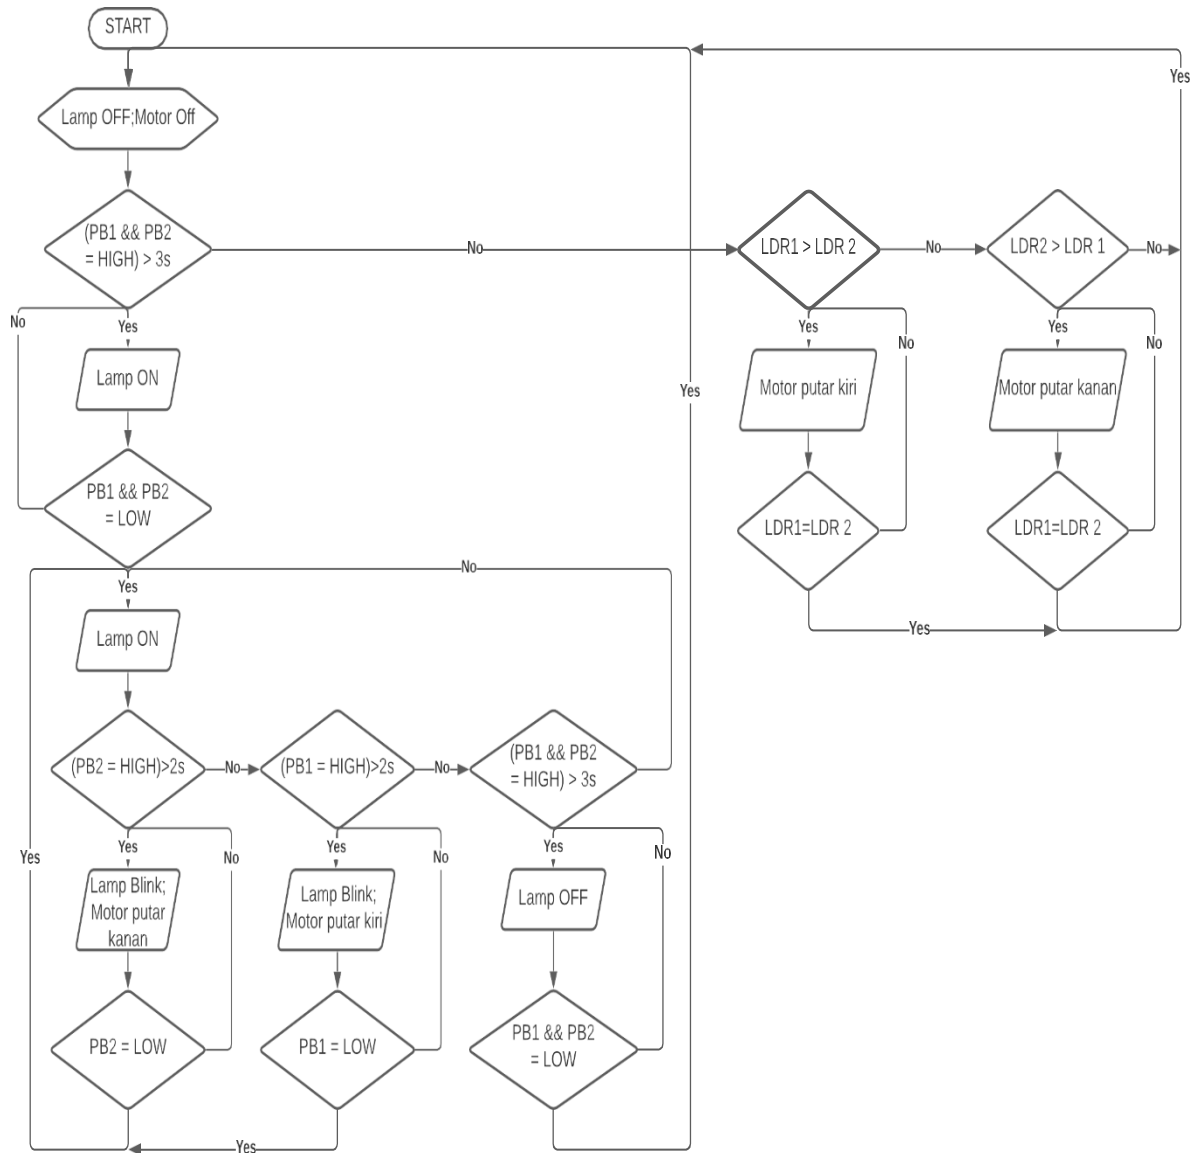 START
Lamp OFF;Motor Off
(PB1 && PB2
= HIGH) > 3s
No
LDR1 > LDR 2
No
LDR2 > LDR 1
No
Yes
No
Yes
Lamp ON
Yes
No
Motor putar kiri
Yes
No
Motor putar kanan
Yes
PB1 && PB2
= LOW
LDR1=LDR 2
LDR1=LDR 2
Yes
No
Yes
Lamp ON
(PB2 = HIGH)>2s
No
(PB1 = HIGH)>2s
No
(PB1 && PB2
= HIGH) > 3s
Yes
Yes
No
Lamp Blink;
Motor putar
kanan
Yes
No
Lamp Blink;
Motor putar kiri
Yes
No
Lamp OFF
PB2 = LOW
PB1 = LOW
PB1 && PB2
= LOW
Yes